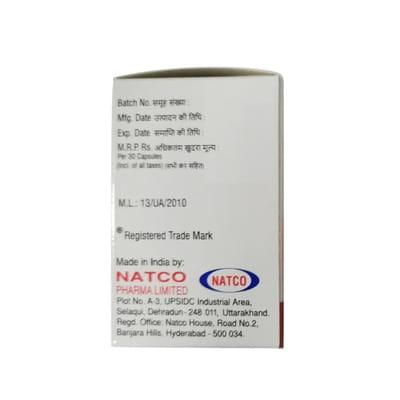 Batch No. समूह संख्या :
Mfg. Date उत्पादन की तिथि :
Exp. Date समाप्ति की तिथि :
M.R.P. Rs. अधिकतम खुदरा मूल्य :
Per 30 Capsules
(Incl. of all taxes) (सभी कर सहित)
M.L.: 13/UA/2010
® Registered Trade Mark
Made in India by:
NATCO NATCO
PHARMA LIMITED
Plot No. A-3, UPSIDC Industrial Area,
Selaqui, Dehradun- 248 011, Uttarakhand.
Regd. Office: Natco House, Road No.2,
Banjara Hills, Hyderabad - 500 034.